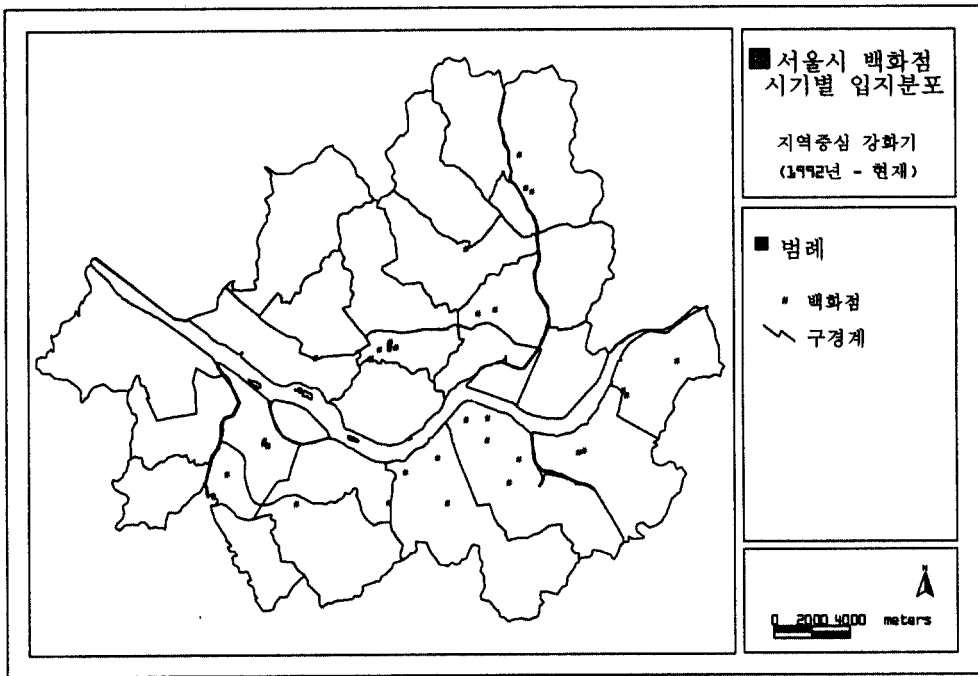 서울시 백화점
시기별 입지분포
지역중심 강화기
(1992년 - 현재)
범례
백화점
구경계
N
0 2000 4000 meters